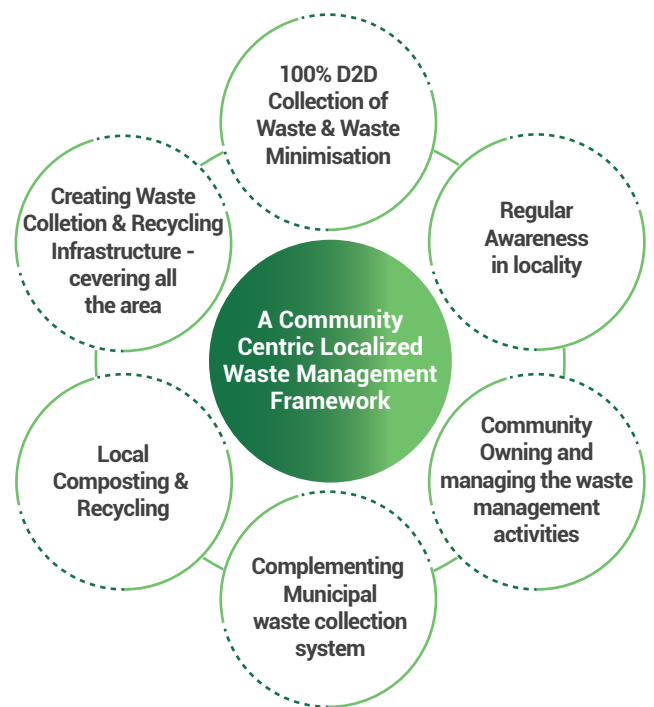 100% D2D
Collection of
Waste & Waste
Minimisation
Regular
Awareness
in locality
Community
Owning and
managing the waste
management
activities
Complementing
Municipal
waste collection
system
Local
Composting &
Recycling
Creating Waste
Colletion & Recycling
Infrastructure -
cevering all
the area
A Community
Centric Localized
Waste Management
Framework